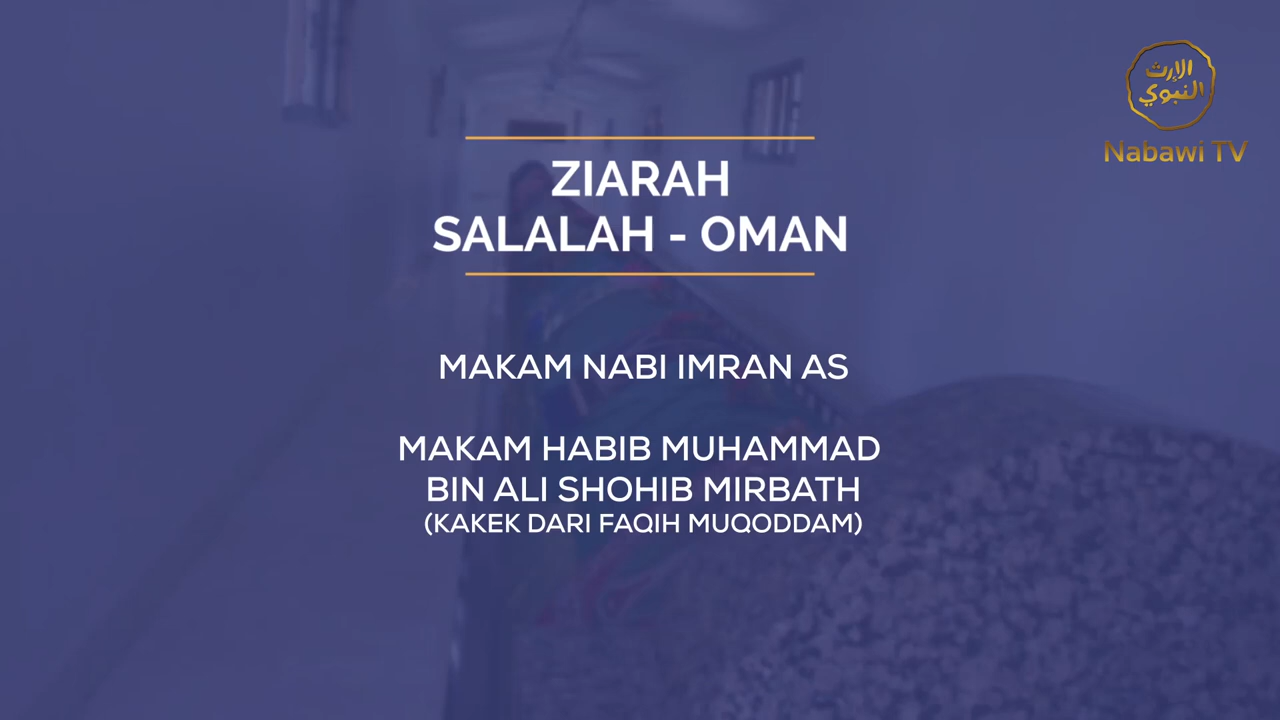 الإرث
النبوي
Nabawi TV
ZIARAH
SALALAH - OMAN
MAKAM NABI IMRAN AS
MAKAM HABIB MUHAMMAD
BIN ALI SHOHIB MIRBATH
(KAKEK DARI FAQIH MUQODDAM)